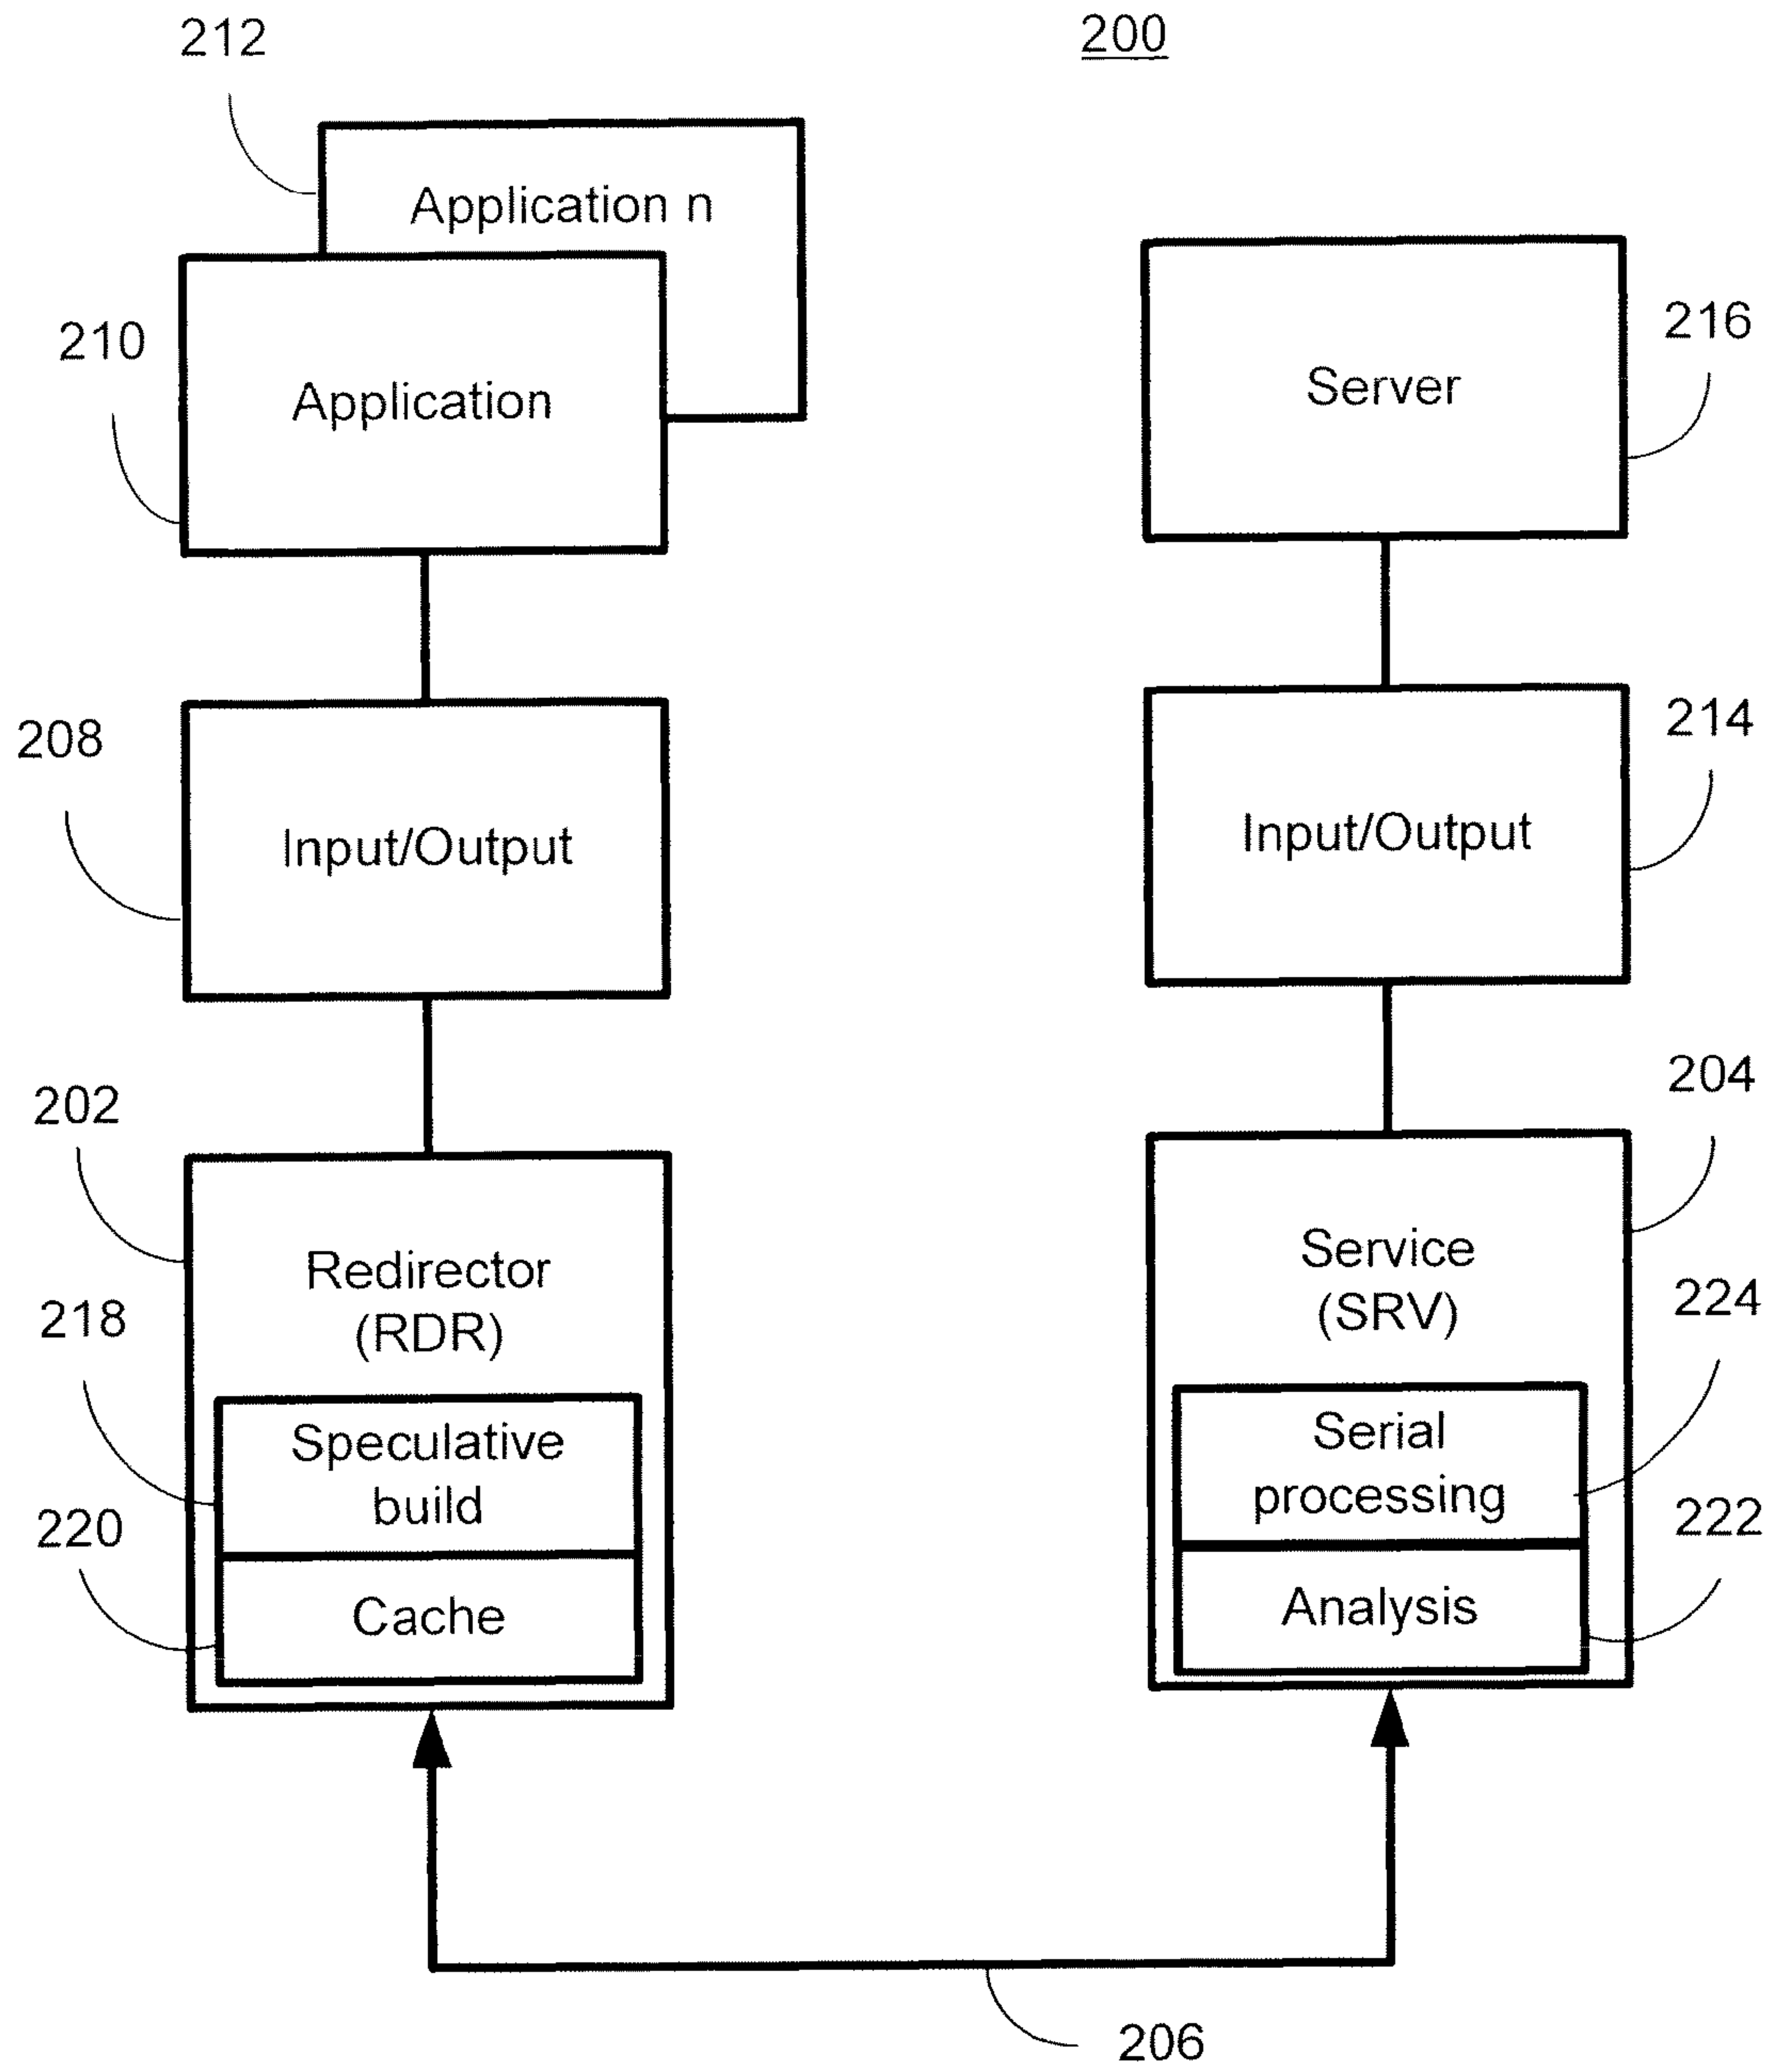 212
200
Application n
210
Application
Server
216
208
Input/Output
Input/Output
214
202
204
Redirector
(RDR)
Service
(SRV)
218
224
Speculative
build
Serial
processing
220
222
Cache
Analysis
206